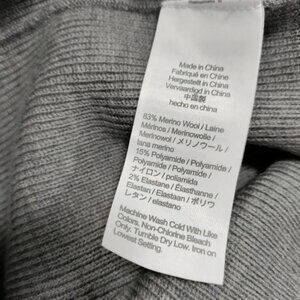 Made in China
Fabriqué en Chine
Hergestellt in China
Vervaardigd in China
中国製
hecho en china
83% Merino Wool / Laine
Mérinos / Merinowolle /
Merinowol / メリノウール /
lana merino
15% Polyamide / Polyamide /
Polyamid / Polyamide /
ナイロン / poliamida
2% Elastane / Élasthanne /
Elastan / Elastaan / ポリウ
レタン / elastano
Machine Wash Cold With Like
Colors. Non-Chlorine Bleach
Only. Tumble Dry Low. Iron on
Lowest Setting.